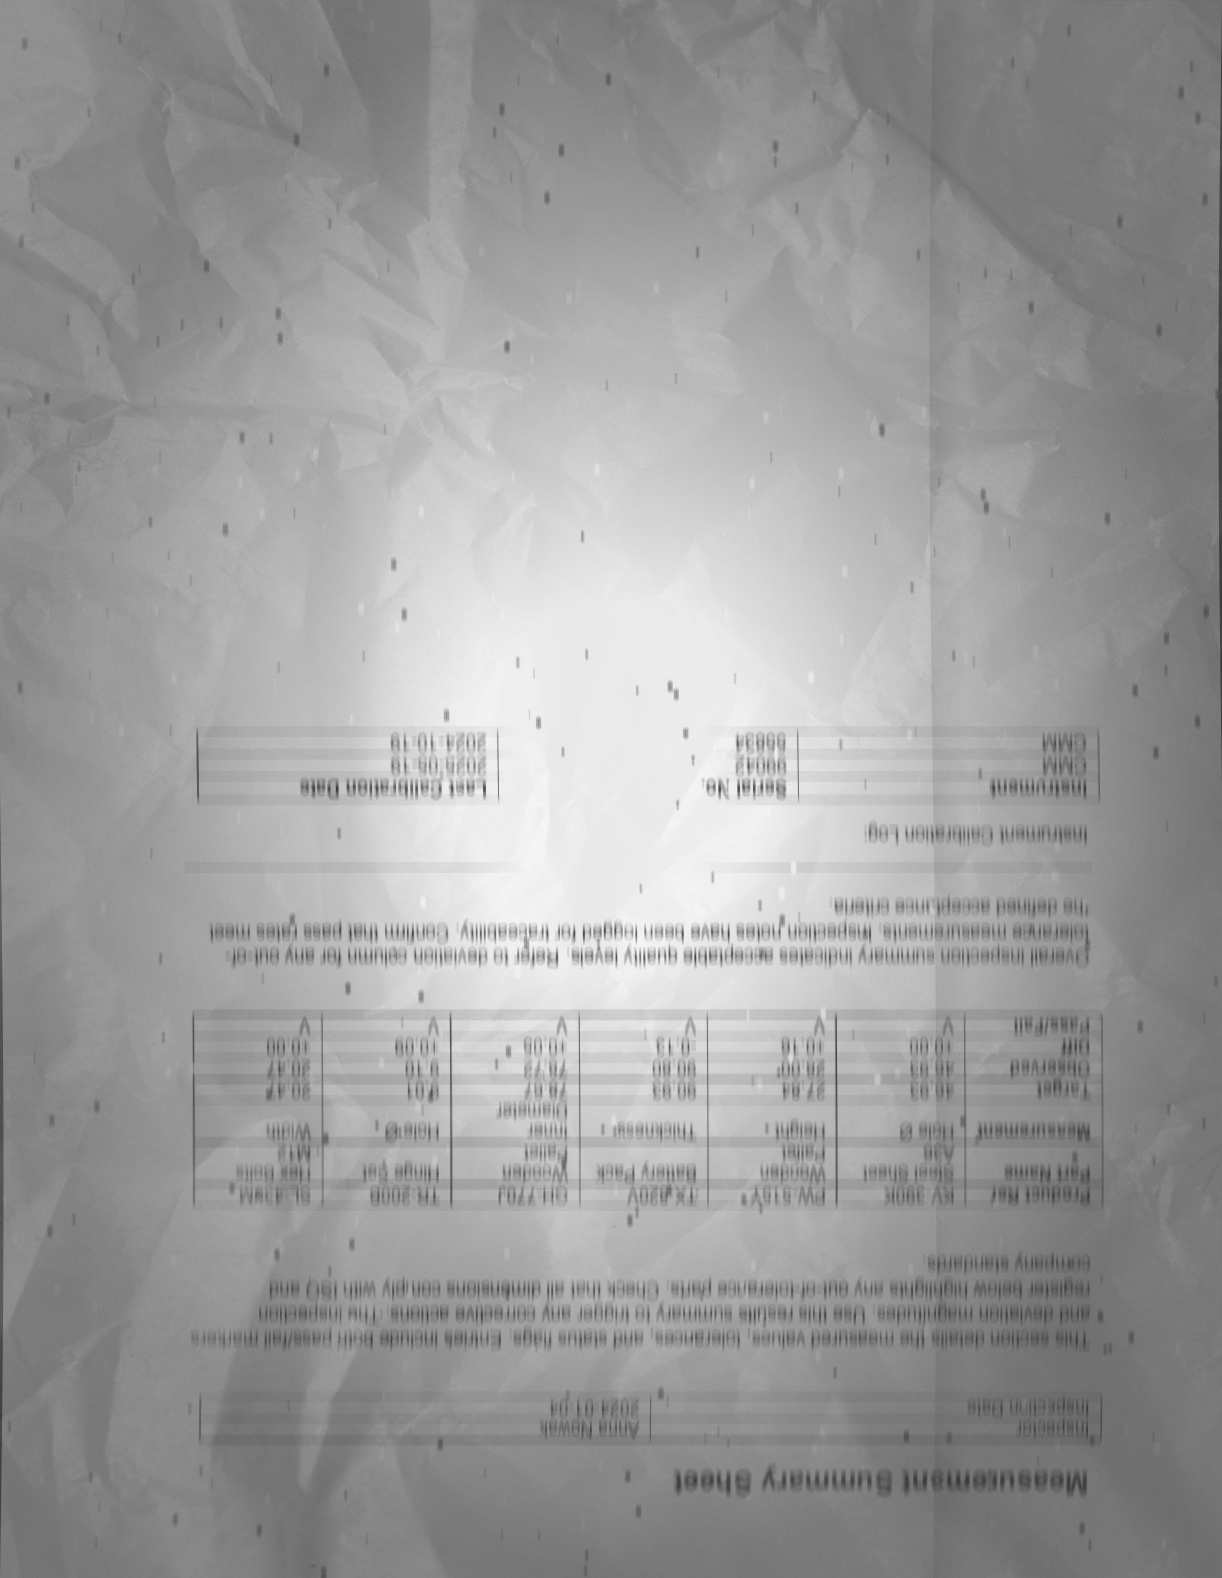 Measurement Summary Sheet
Inspector Anna Nowak
Inspection Date 2024-01-04
This section details the measured values, tolerances, and status flags. Entries include both pass/fail markers
and deviation magnitudes. Use this results summary to trigger any corrective actions. The inspection
register below highlights any out-of-tolerance parts. Check that all dimensions comply with ISO and
company standards.
Product Ref KV-390K PW-515Y TX-820V GH-770J TR-200B SL-439M
Part Name Steel Sheet Wooden Battery Pack Wooden Hinge Set Hex Bolts
A36 Pallet Pallet M12
Measurement Hole Ø Height Thickness Inner Hole Ø Width
Diameter
Target 46.93 27.84 90.93 78.67 9.01 20.47
Observed 46.93 28.00 90.80 78.72 9.10 20.47
Diff +0.00 +0.16 -0.13 +0.05 +0.09 +0.00
Pass/Fail V V V V V V
Overall inspection summary indicates acceptable quality levels. Refer to deviation column for any out-of-
tolerance measurements. Inspection notes have been logged for traceability. Confirm that pass rates meet
the defined acceptance criteria.
Instrument Calibration Log:
Instrument Serial No. Last Calibration Date
CMM
CMM 2024-10-19